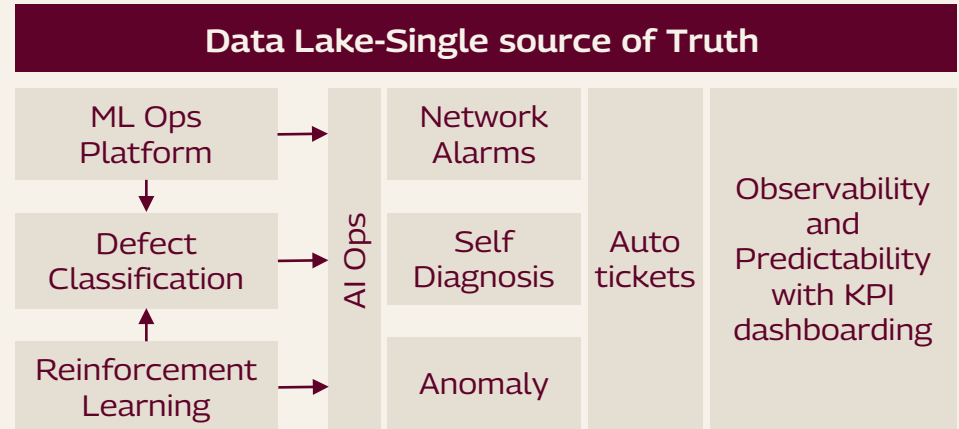 Data Lake-Single source of Truth
ML Ops
Platform
Defect
Classification
Reinforcement
Learning
AI Ops
Network
Alarms
Self
Diagnosis
Anomaly
Auto
tickets
Observability
and
Predictability
with KPI
dashboarding